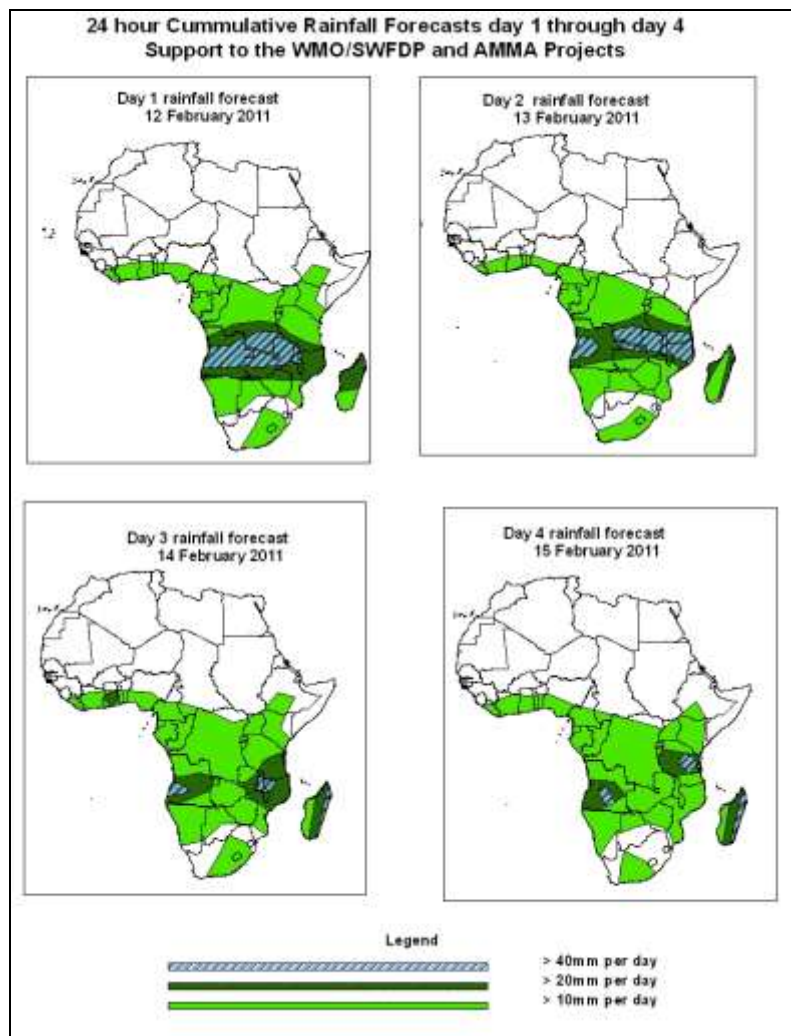 24 hour Cummulative Rainfall Forecasts day 1 through day 4
Support to the WMO/SWFDP and AMMA Projects
Day 1 rainfall forecast
12 February 2011
Day 2 rainfall forecast
13 February 2011
Day 3 rainfall forecast
14 February 2011
Day 4 rainfall forecast
15 February 2011
Legend
> 40mm per day
> 20mm per day
> 10mm per day